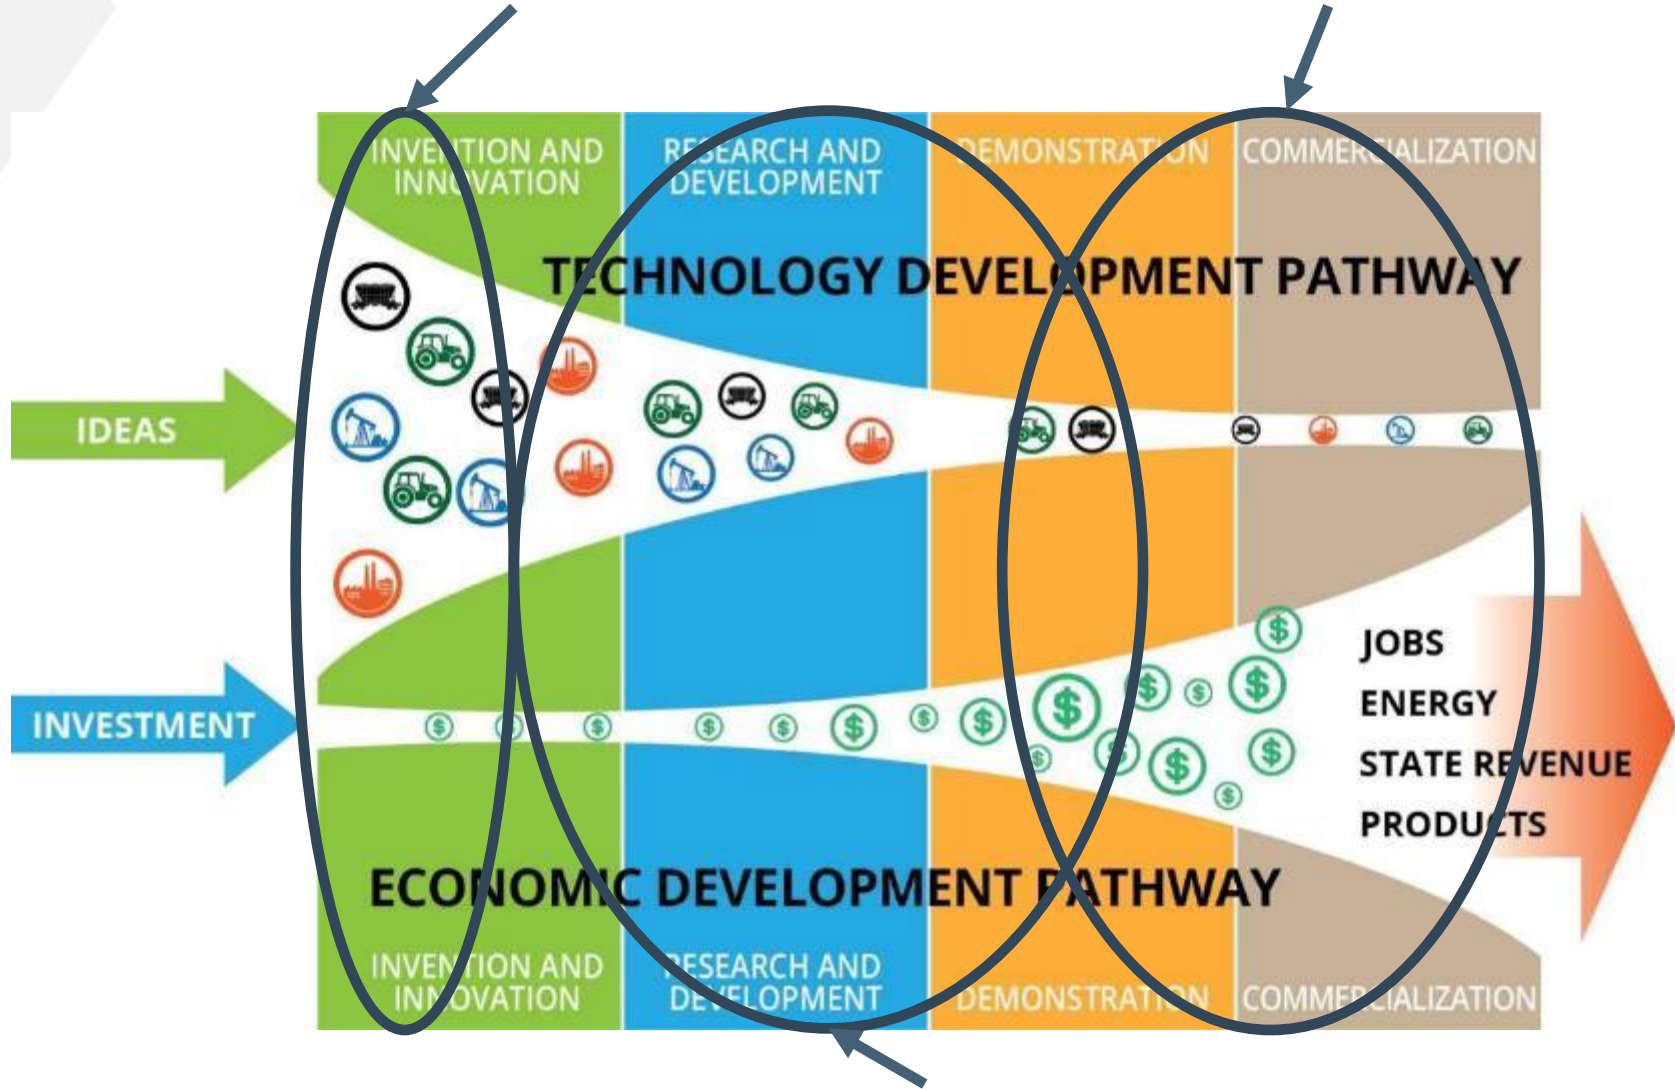 INVENTION AND
INNOVATION
RESEARCH AND
DEVELOPMENT
DEMONSTRATION
COMMERCIALIZATION
TECHNOLOGY DEVELOPMENT PATHWAY
IDEAS
INVESTMENT
$ $ $ $ $ $ $ $ $ $ $ $ $ $ $ $ $ $
JOBS
ENERGY
STATE REVENUE
PRODUCTS
ECONOMIC DEVELOPMENT PATHWAY
INVENTION AND
INNOVATION
RESEARCH AND
DEVELOPMENT
DEMONSTRATION
COMMERCIALIZATION